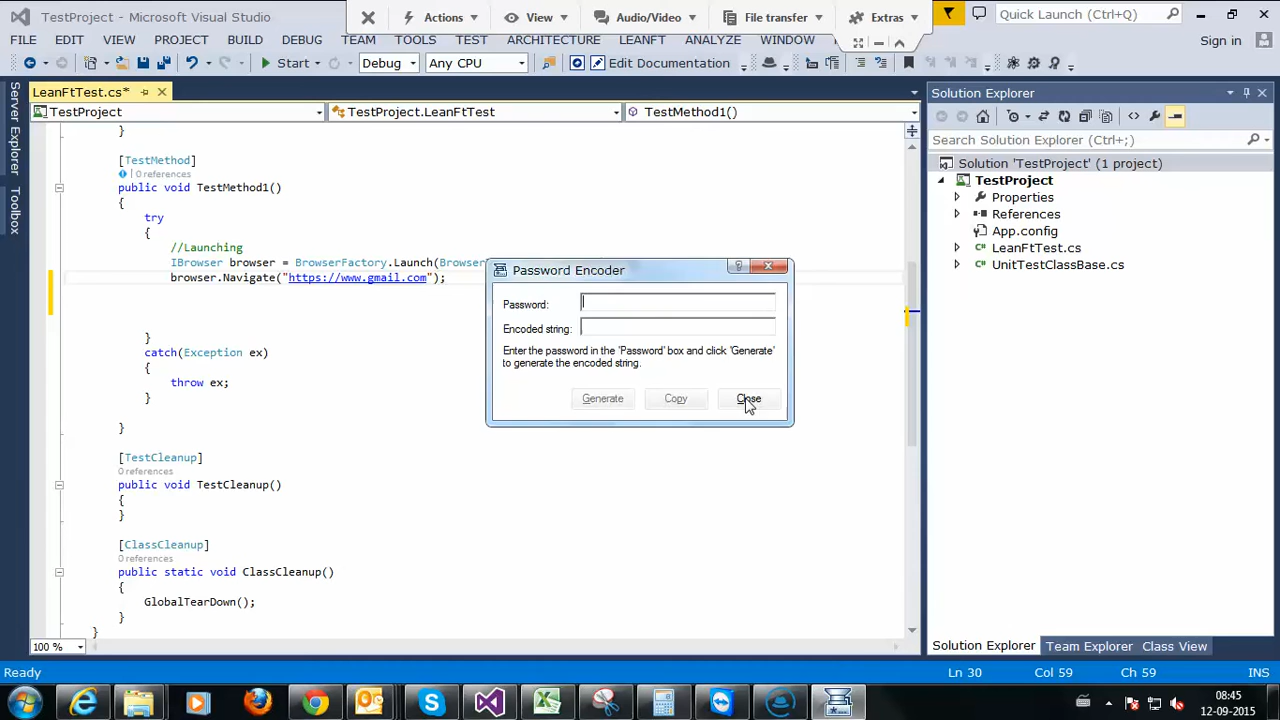 TestProject - Microsoft Visual Studio
Actions
View
Audio/Video
File transfer
Extras
Quick Launch (Ctrl+Q)
FILE EDIT VIEW PROJECT BUILD DEBUG TEAM TOOLS TEST ARCHITECTURE LEANFT ANALYZE WINDOW
Sign in
Start
Debug
Any CPU
Edit Documentation
Server Explorer
Toolbox
LeanFtTest.cs*
TestProject
TestProject.LeanFtTest
TestMethod1()
}
[TestMethod]
0 references
public void TestMethod1()
{
try
{
//Launching
IBrowser browser = BrowserFactory.Launch(Browser
browser.Navigate("https://www.gmail.com");
}
catch(Exception ex)
{
throw ex;
}
}
[TestCleanup]
0 references
public void TestCleanup()
{
}
[ClassCleanup]
0 references
public static void ClassCleanup()
{
GlobalTearDown();
}
}
100 %
Password Encoder
Password:
Encoded string:
Enter the password in the 'Password' box and click 'Generate'
to generate the encoded string.
Generate
Copy
Close
Solution Explorer
Search Solution Explorer (Ctrl+;)
Solution 'TestProject' (1 project)
TestProject
Properties
References
App.config
LeanFtTest.cs
UnitTestClassBase.cs
Solution Explorer Team Explorer Class View
Ready
Ln 30
Col 59
Ch 59
INS
08:45
12-09-2015